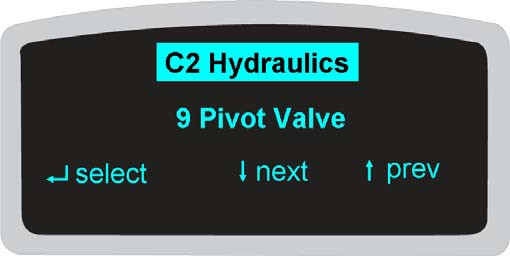 C2 Hydraulics
9 Pivot Valve
↵ select ↓ next ↑ prev